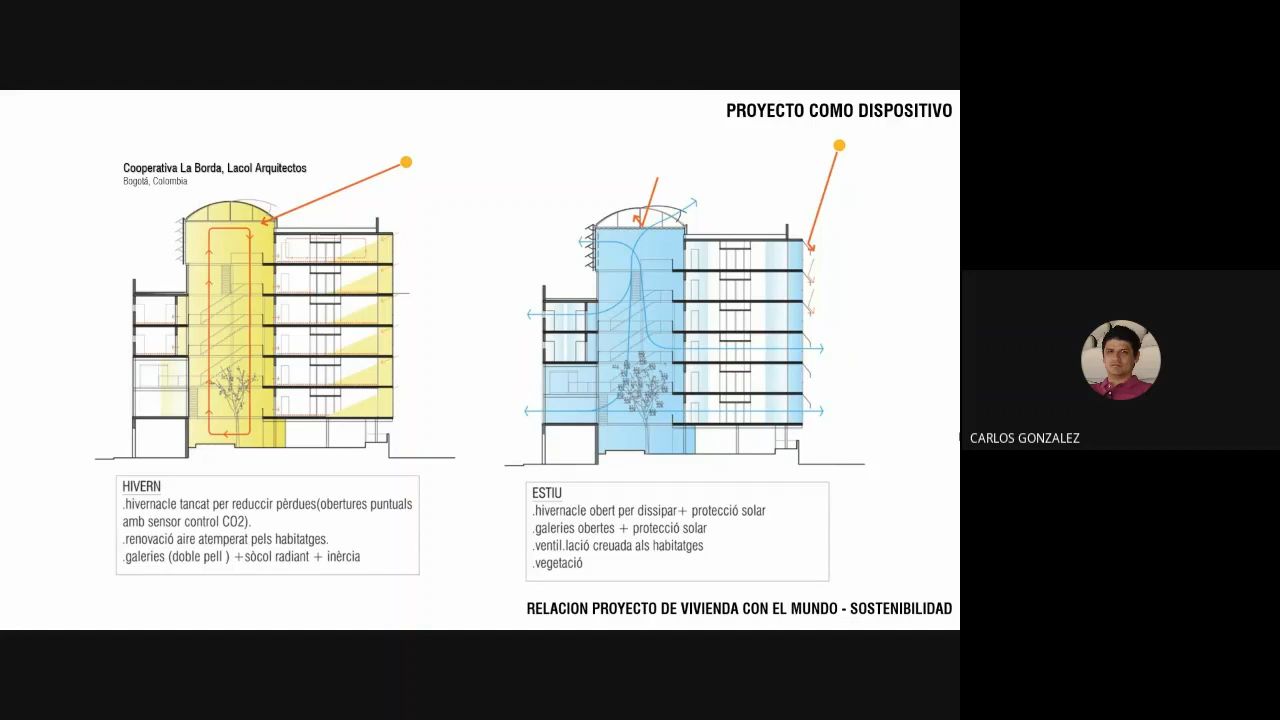 PROYECTO COMO DISPOSITIVO
Cooperativa La Borda, Lacol Arquitectos
Bogotá, Colombia
HIVERN
.hivernacle tancat per reduccir pèrdues(obertures puntuals
amb sensor control CO2).
.renovació aire atemperat pels habitatges.
.galeries (doble pell ) +sòcol radiant + inèrcia
ESTIU
.hivernacle obert per dissipar+ protecció solar
.galeries obertes + protecció solar
.ventil.lació creuada als habitatges
.vegetació
RELACION PROYECTO DE VIVIENDA CON EL MUNDO - SOSTENIBILIDAD
CARLOS GONZALEZ